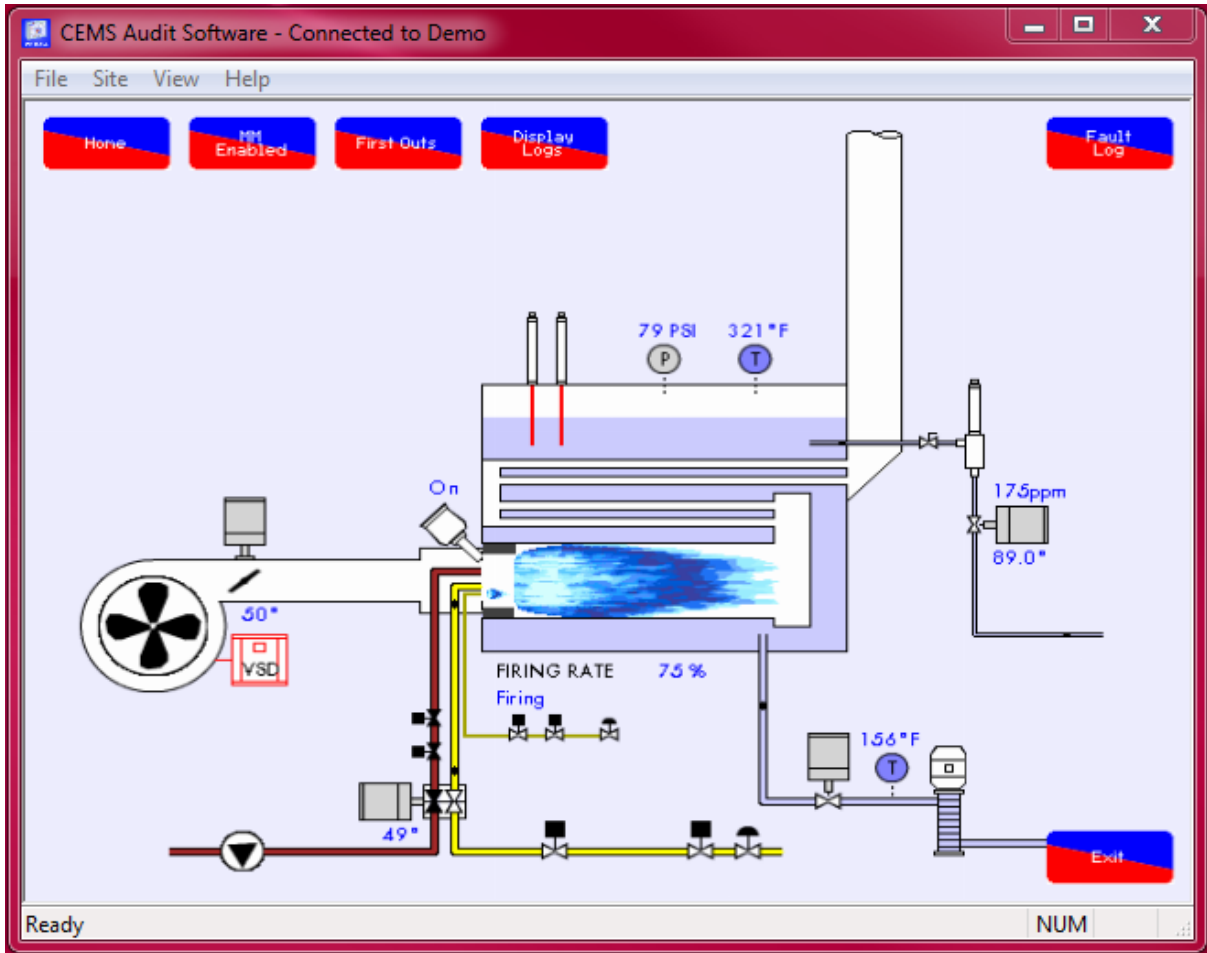 CEMS Audit Software - Connected to Demo
File Site View Help
Home
MM
Enabled
First Outs
Display
Logs
Fault
Log
79 PSI
321°F
P
T
On
175ppm
89.0°
50°
VSD
FIRING RATE 75 %
Firing
156°F
T
49°
Exit
Ready
NUM